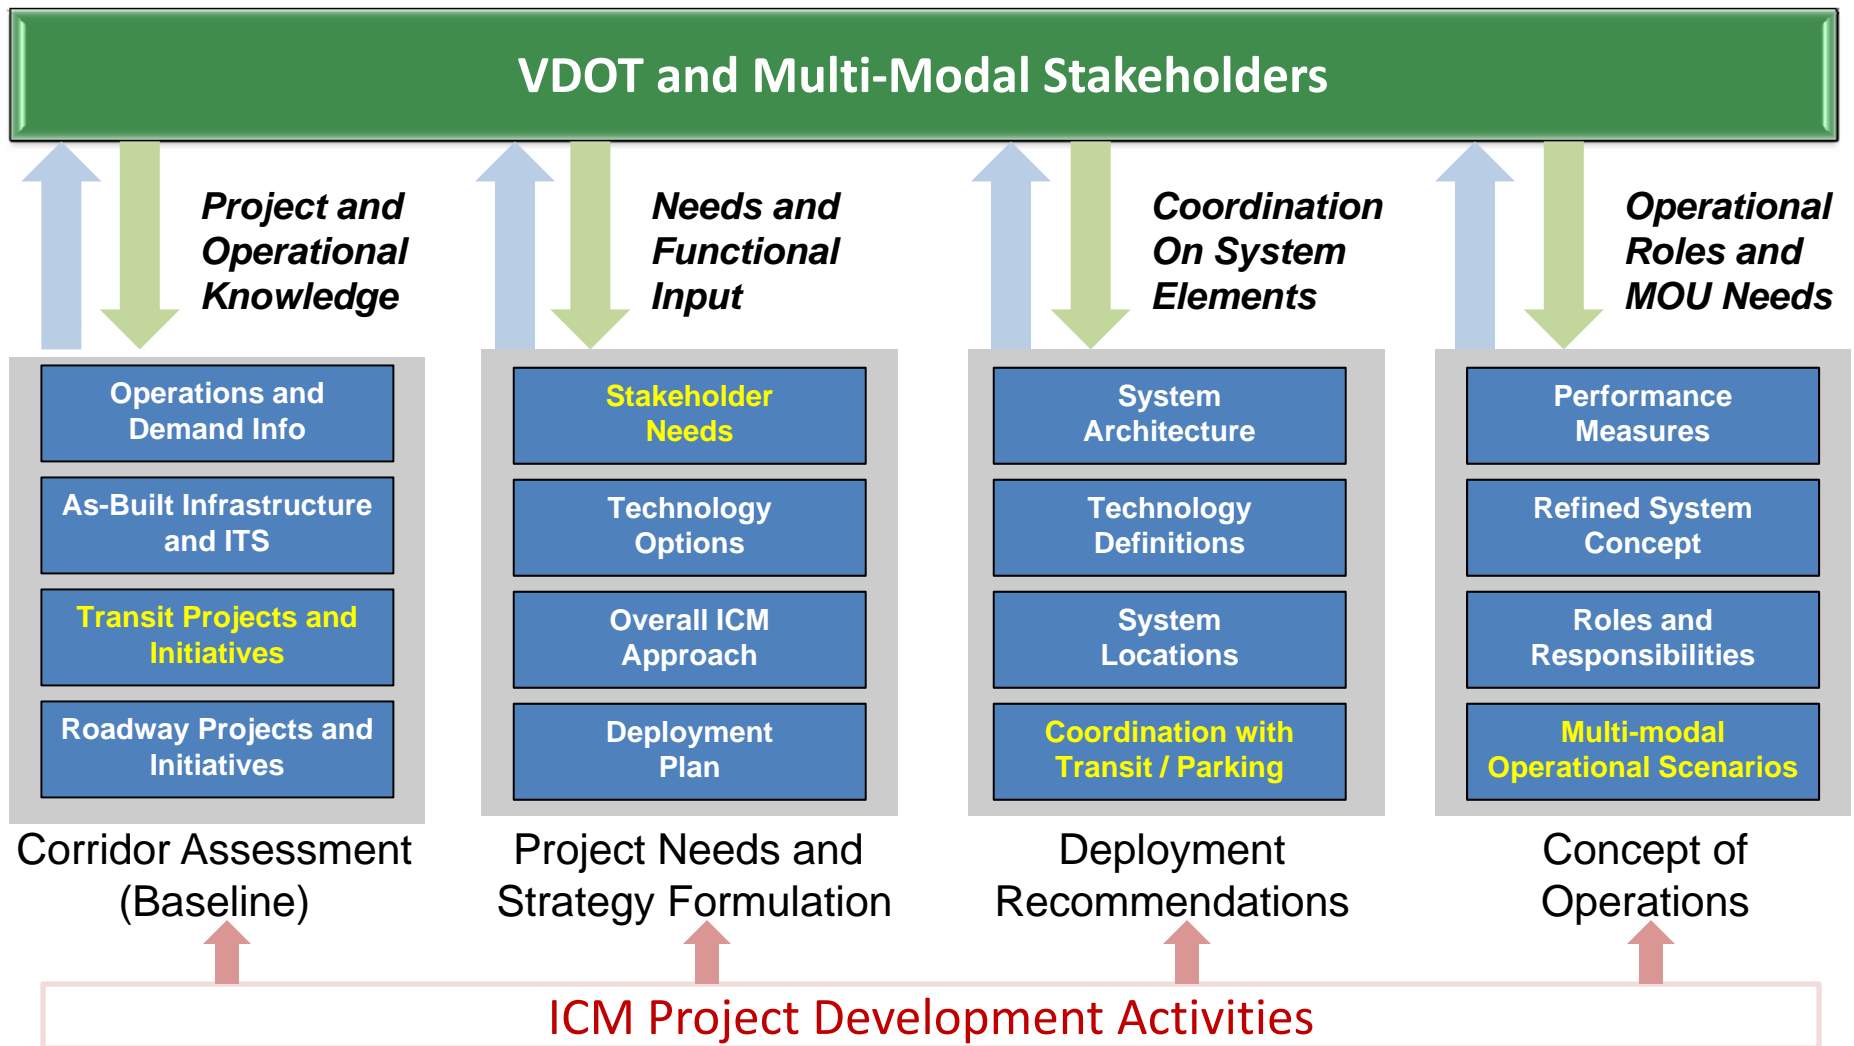 VDOT and Multi-Modal Stakeholders
Project and
Operational
Knowledge
Needs and
Functional
Input
Coordination
On System
Elements
Operational
Roles and
MOU Needs
Operations and
Demand Info
As-Built Infrastructure
and ITS
Transit Projects and
Initiatives
Roadway Projects and
Initiatives
Corridor Assessment
(Baseline)
Stakeholder
Needs
Technology
Options
Overall ICM
Approach
Deployment
Plan
Project Needs and
Strategy Formulation
System
Architecture
Technology
Definitions
System
Locations
Coordination with
Transit / Parking
Deployment
Recommendations
Performance
Measures
Refined System
Concept
Roles and
Responsibilities
Multi-modal
Operational Scenarios
Concept of
Operations
ICM Project Development Activities